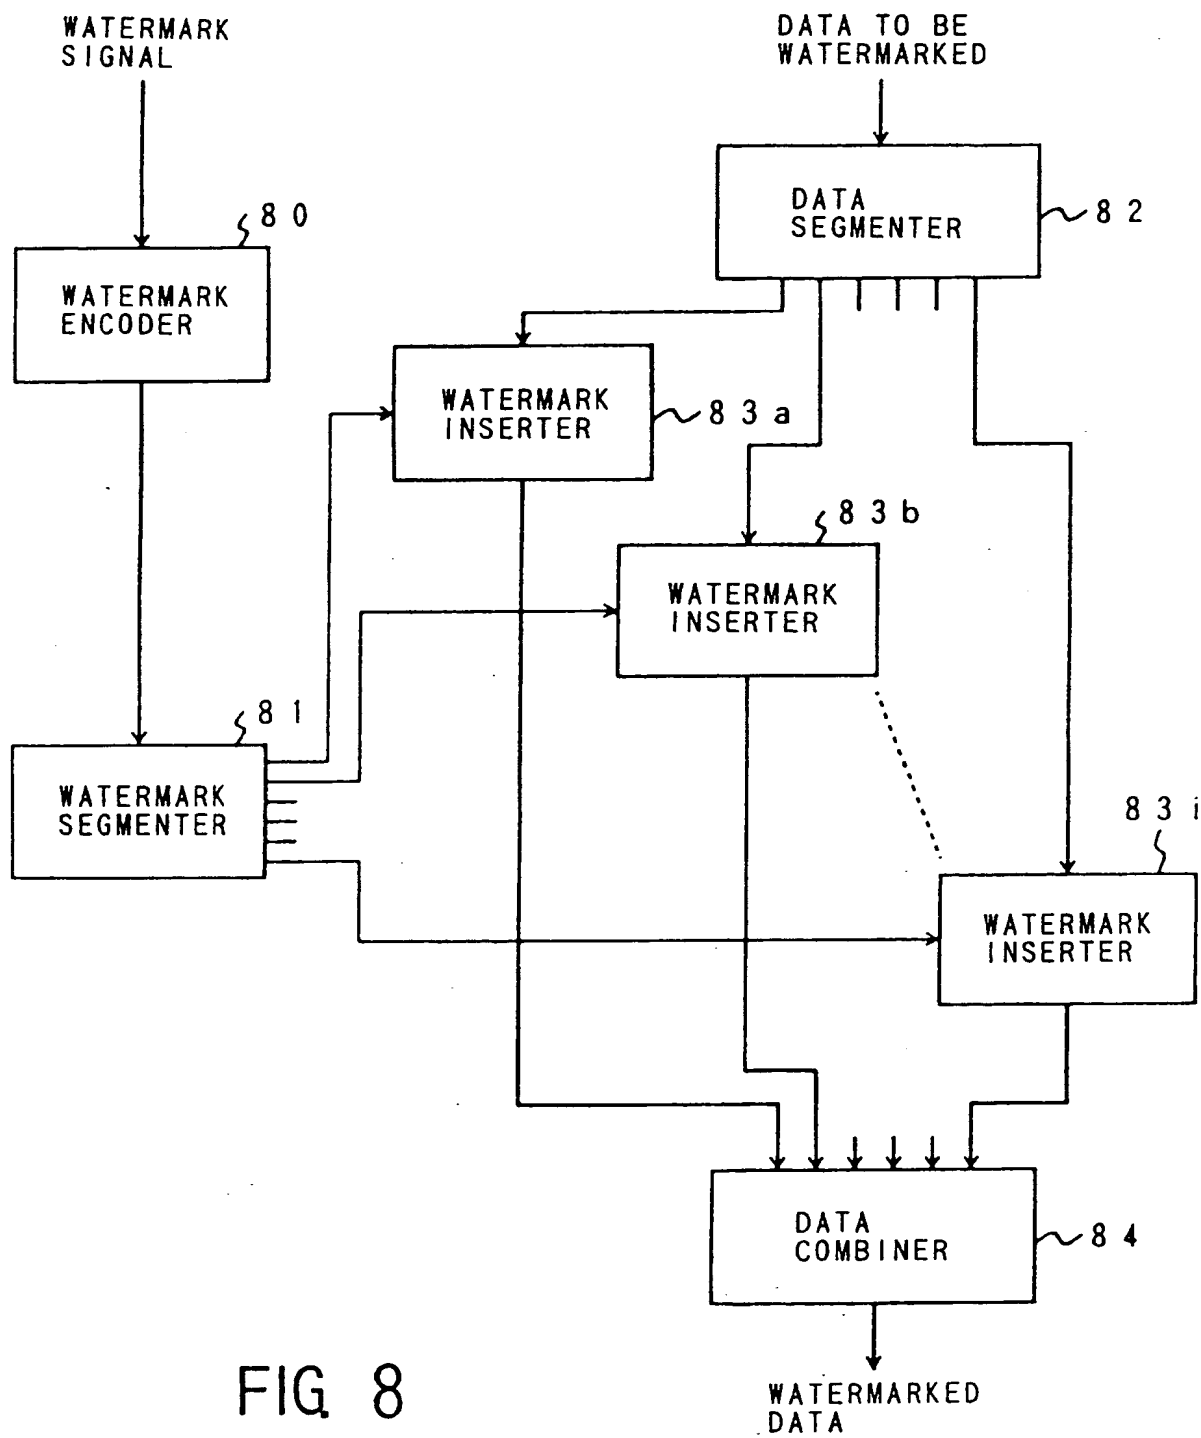 WATERMARK
SIGNAL
DATA TO BE
WATERMARKED
80
WATERMARK
ENCODER
DATA
SEGMENTER
82
WATERMARK
INSERTER
83a
83b
WATERMARK
INSERTER
81
WATERMARK
SEGMENTER
83i
WATERMARK
INSERTER
DATA
COMBINER
84
WATERMARKED
DATA
FIG. 8